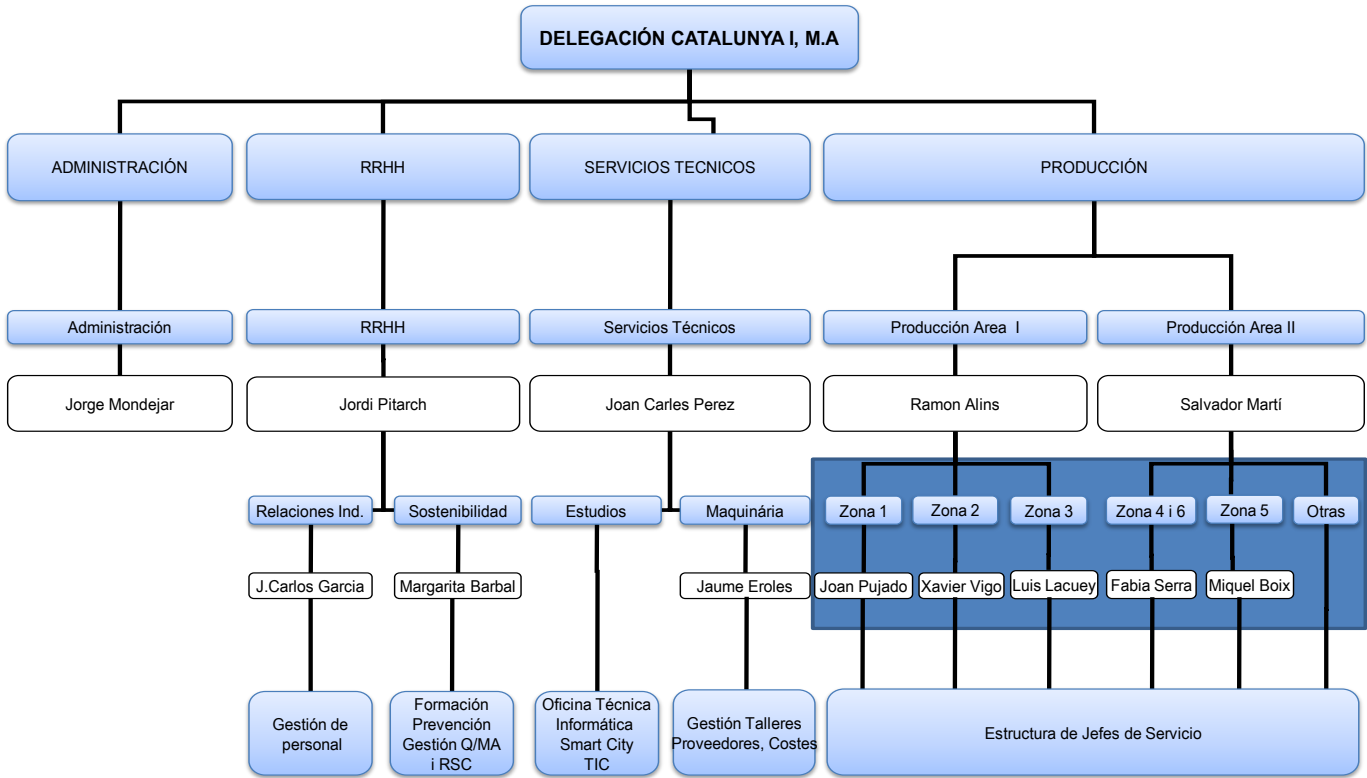 DELEGACIÓN CATALUNYA I, M.A
ADMINISTRACIÓN
RRHH
SERVICIOS TECNICOS
PRODUCCIÓN
Administración
RRHH
Servicios Técnicos
Producción Area I
Producción Area II
Jorge Mondejar
Jordi Pitarch
Joan Carles Perez
Ramon Alins
Salvador Martí
Relaciones Ind.
Sostenibilidad
Estudios
Maquinária
Zona 1
Zona 2
Zona 3
Zona 4 i 6
Zona 5
Otras
J.Carlos Garcia
Margarita Barbal
Jaume Eroles
Joan Pujado
Xavier Vigo
Luis Lacuey
Fabia Serra
Miquel Boix
Gestión de
personal
Formación
Prevención
Gestión Q/MA
i RSC
Oficina Técnica
Informática
Smart City
TIC
Gestión Talleres
Proveedores, Costes
Estructura de Jefes de Servicio